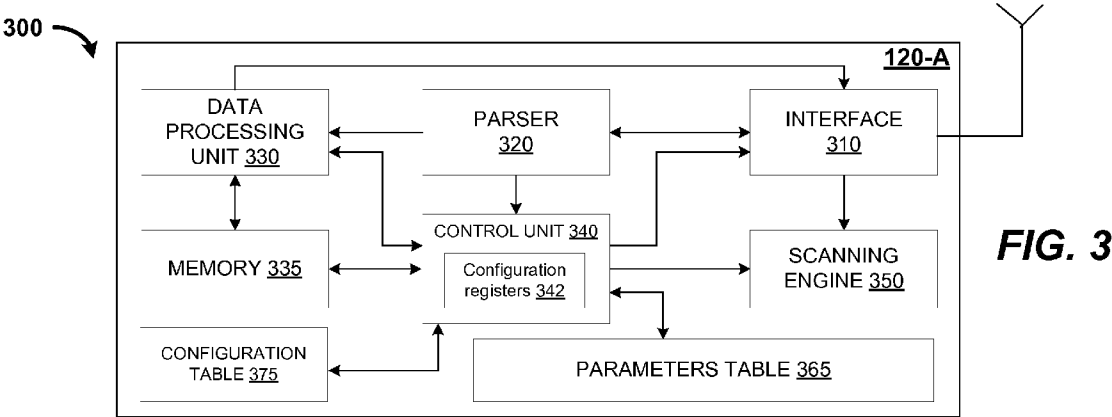 300
120-A
DATA
PROCESSING
UNIT 330
PARSER
320
INTERFACE
310
CONTROL UNIT 340
Configuration
registers 342
MEMORY 335
SCANNING
ENGINE 350
FIG. 3
CONFIGURATION
TABLE 375
PARAMETERS TABLE 365